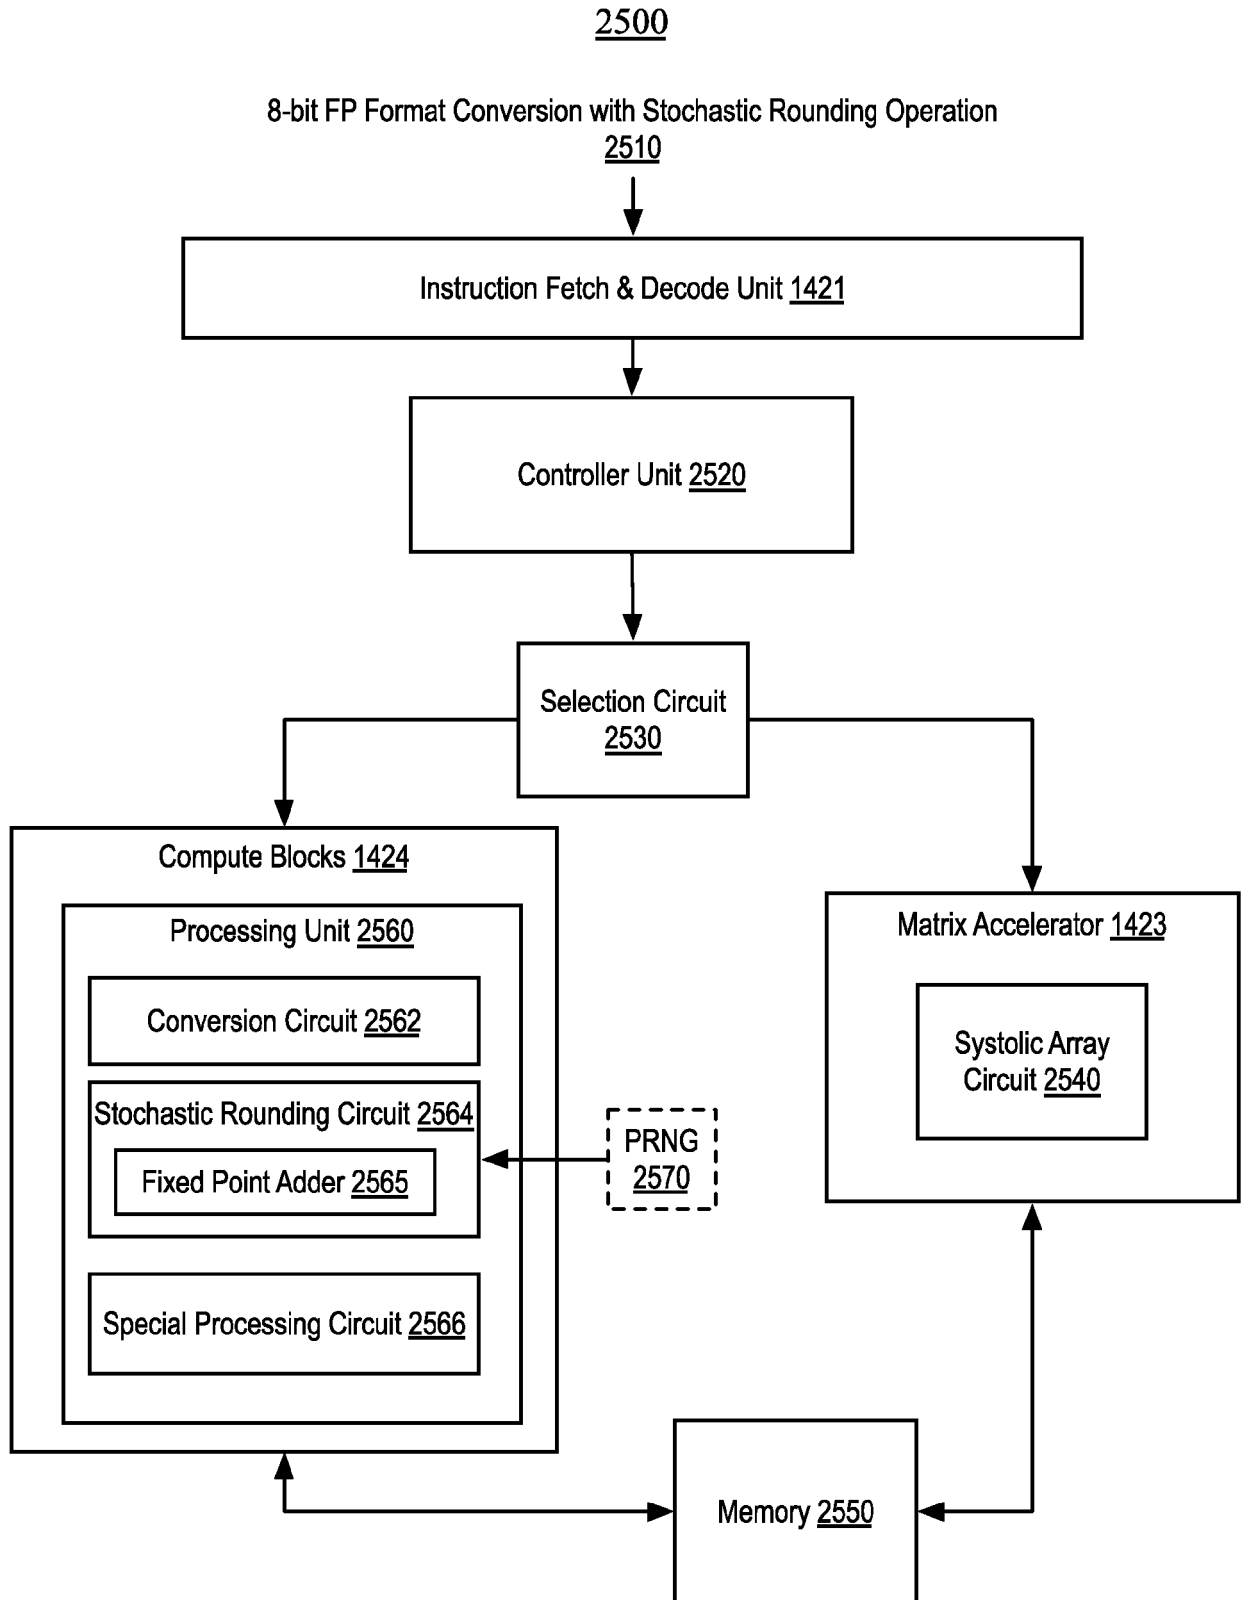 2500
8-bit FP Format Conversion with Stochastic Rounding Operation
2510
Instruction Fetch & Decode Unit 1421
Controller Unit 2520
Selection Circuit
2530
Compute Blocks 1424
Processing Unit 2560
Conversion Circuit 2562
Stochastic Rounding Circuit 2564
Fixed Point Adder 2565
Special Processing Circuit 2566
PRNG
2570
Matrix Accelerator 1423
Systolic Array
Circuit 2540
Memory 2550